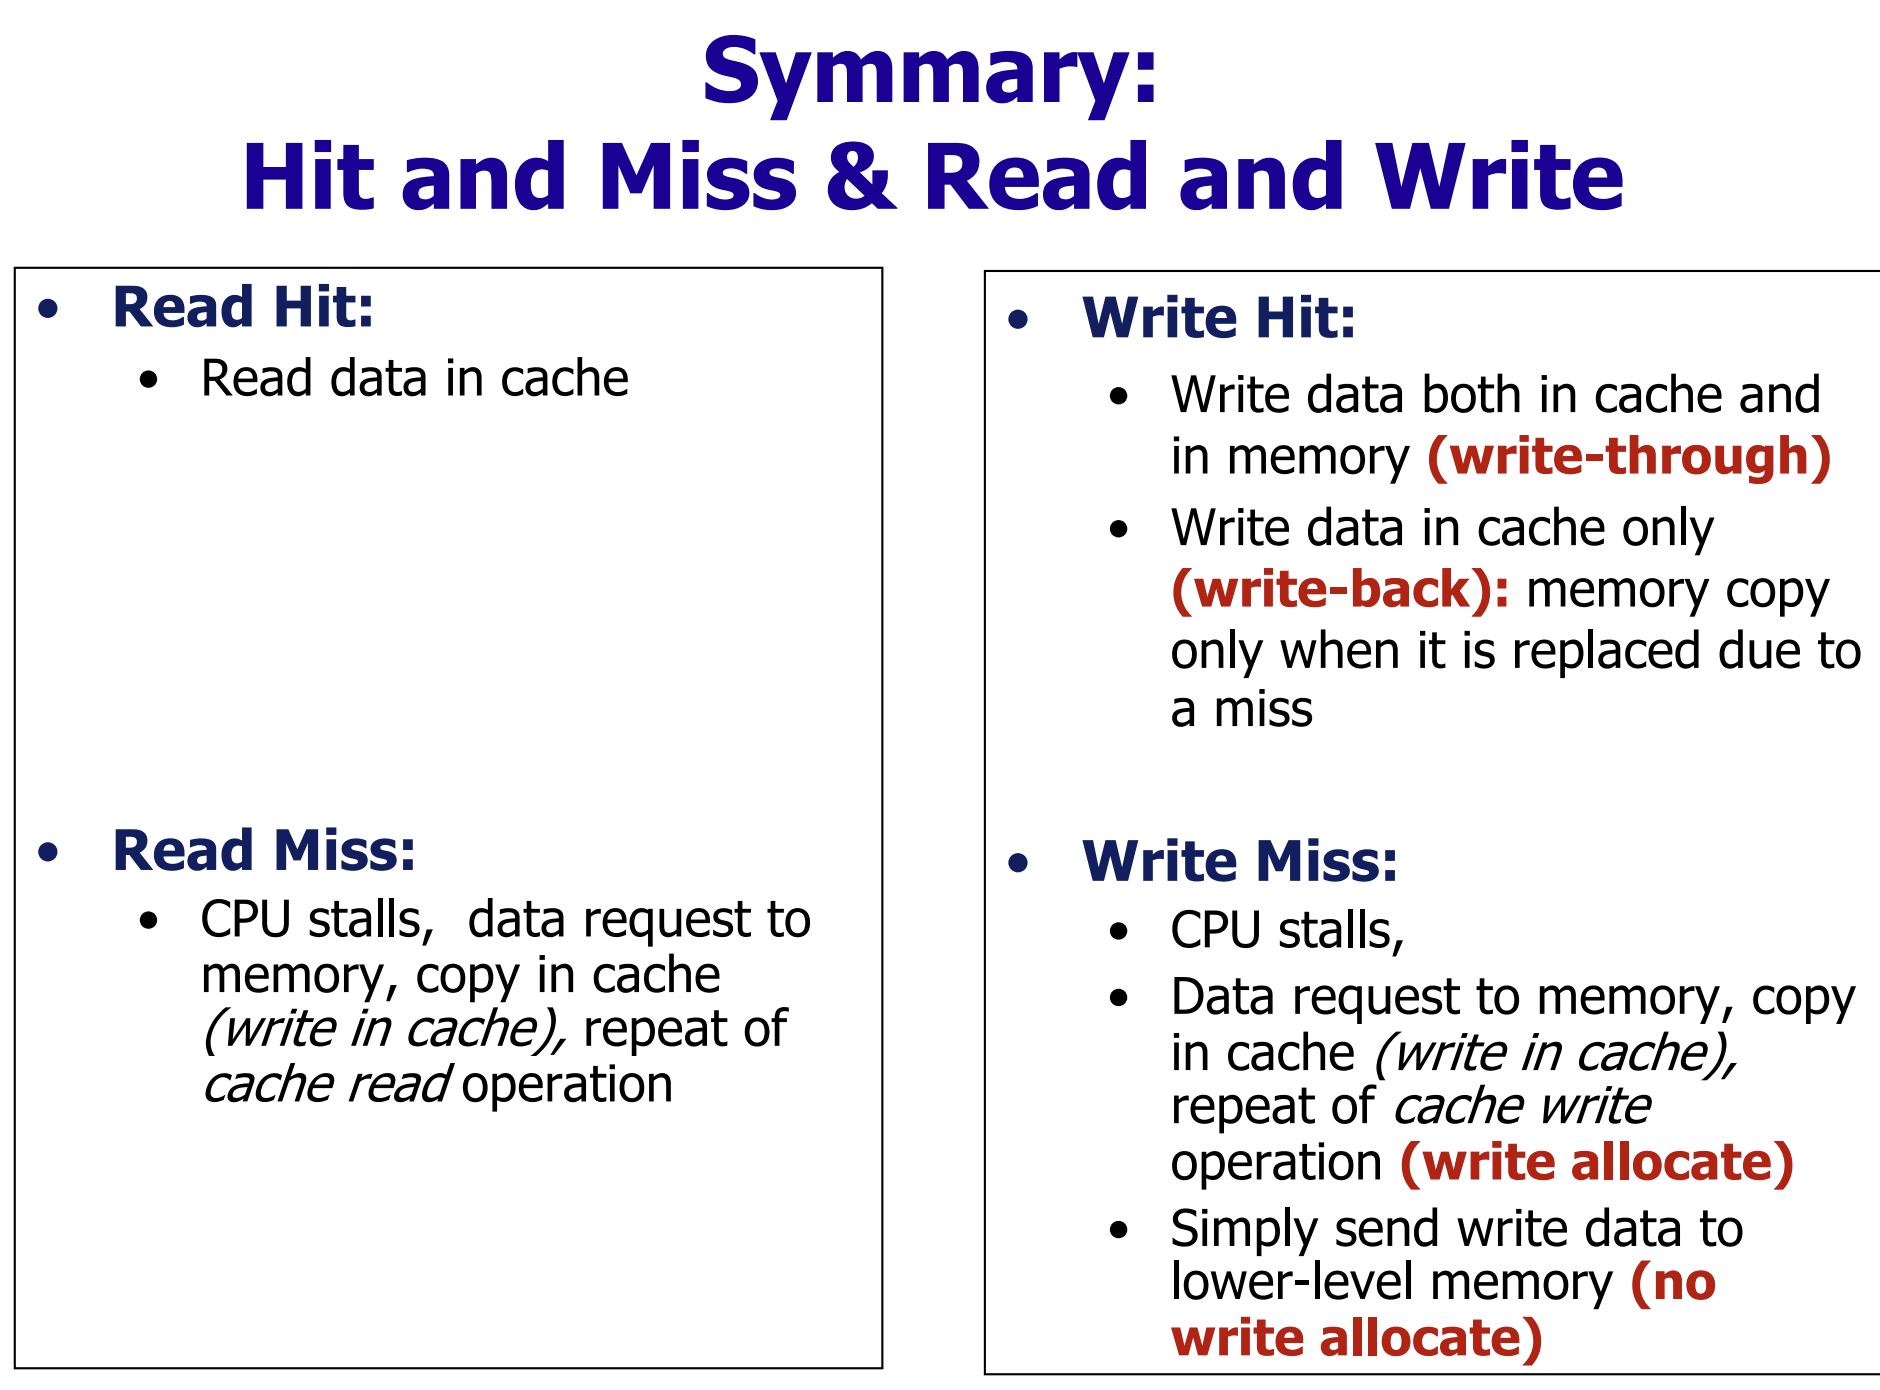 Symmary:
Hit and Miss & Read and Write
• Read Hit:
• Read data in cache
• Read Miss:
• CPU stalls, data request to
memory, copy in cache
(write in cache), repeat of
cache read operation
• Write Hit:
• Write data both in cache and
in memory (write-through)
• Write data in cache only
(write-back): memory copy
only when it is replaced due to
a miss
• Write Miss:
• CPU stalls,
• Data request to memory, copy
in cache (write in cache),
repeat of cache write
operation (write allocate)
• Simply send write data to
lower-level memory (no
write allocate)